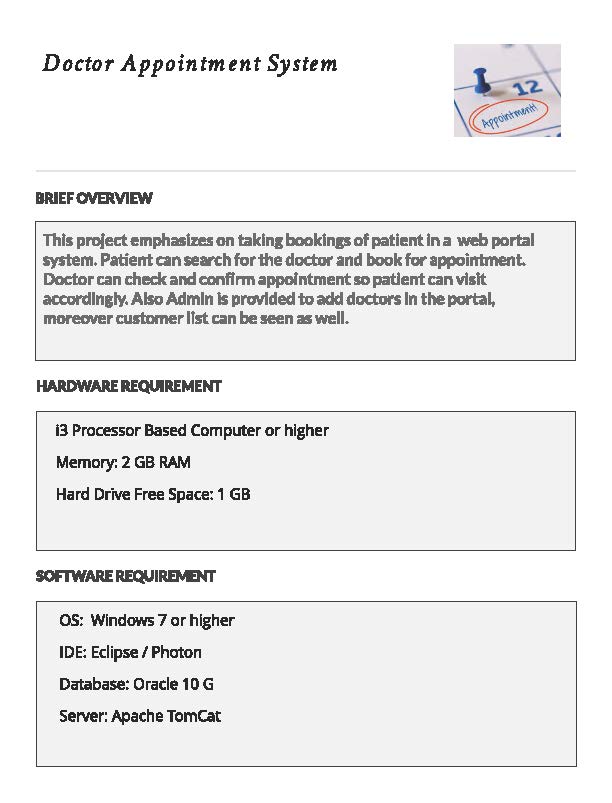 Doctor Appointment System
12
Appointment!
BRIEF OVERVIEW
This project emphasizes on taking bookings of patient in a web portal
system. Patient can search for the doctor and book for appointment.
Doctor can check and confirm appointment so patient can visit
accordingly. Also Admin is provided to add doctors in the portal,
moreover customer list can be seen as well.
HARDWARE REQUIREMENT
i3 Processor Based Computer or higher
Memory: 2 GB RAM
Hard Drive Free Space: 1 GB
SOFTWARE REQUIREMENT
OS: Windows 7 or higher
IDE: Eclipse / Photon
Database: Oracle 10 G
Server: Apache TomCat